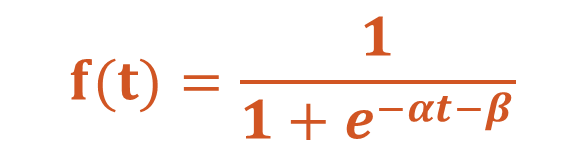 f(t) = 1 / (1 + e^(−αt−β))